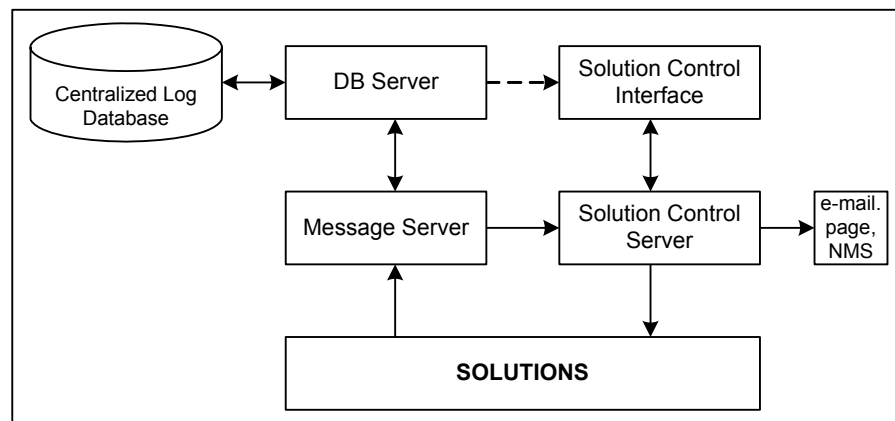 Centralized Log
Database
DB Server
Solution Control
Interface
Message Server
Solution Control
Server
e-mail.
page,
NMS
SOLUTIONS